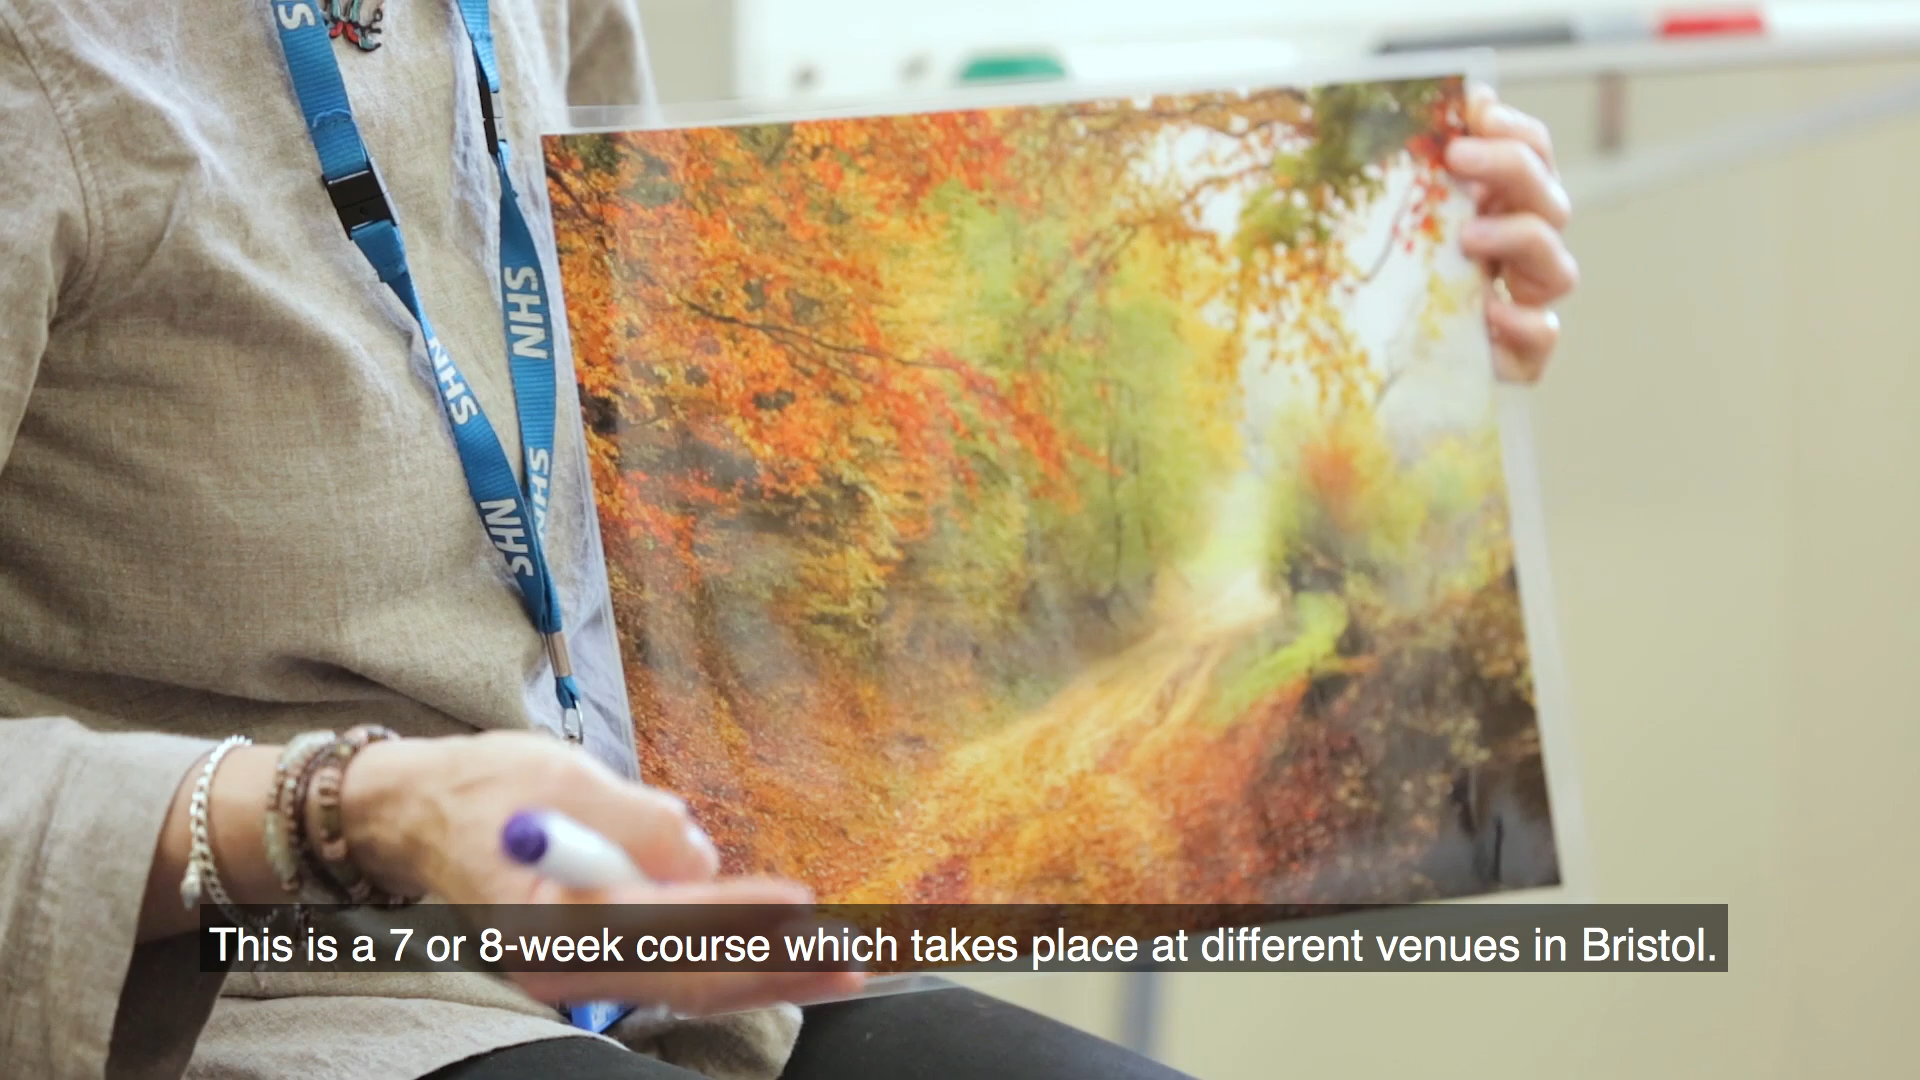 S
NHS
NHS
NHS
NHS
This is a 7 or 8-week course which takes place at different venues in Bristol.